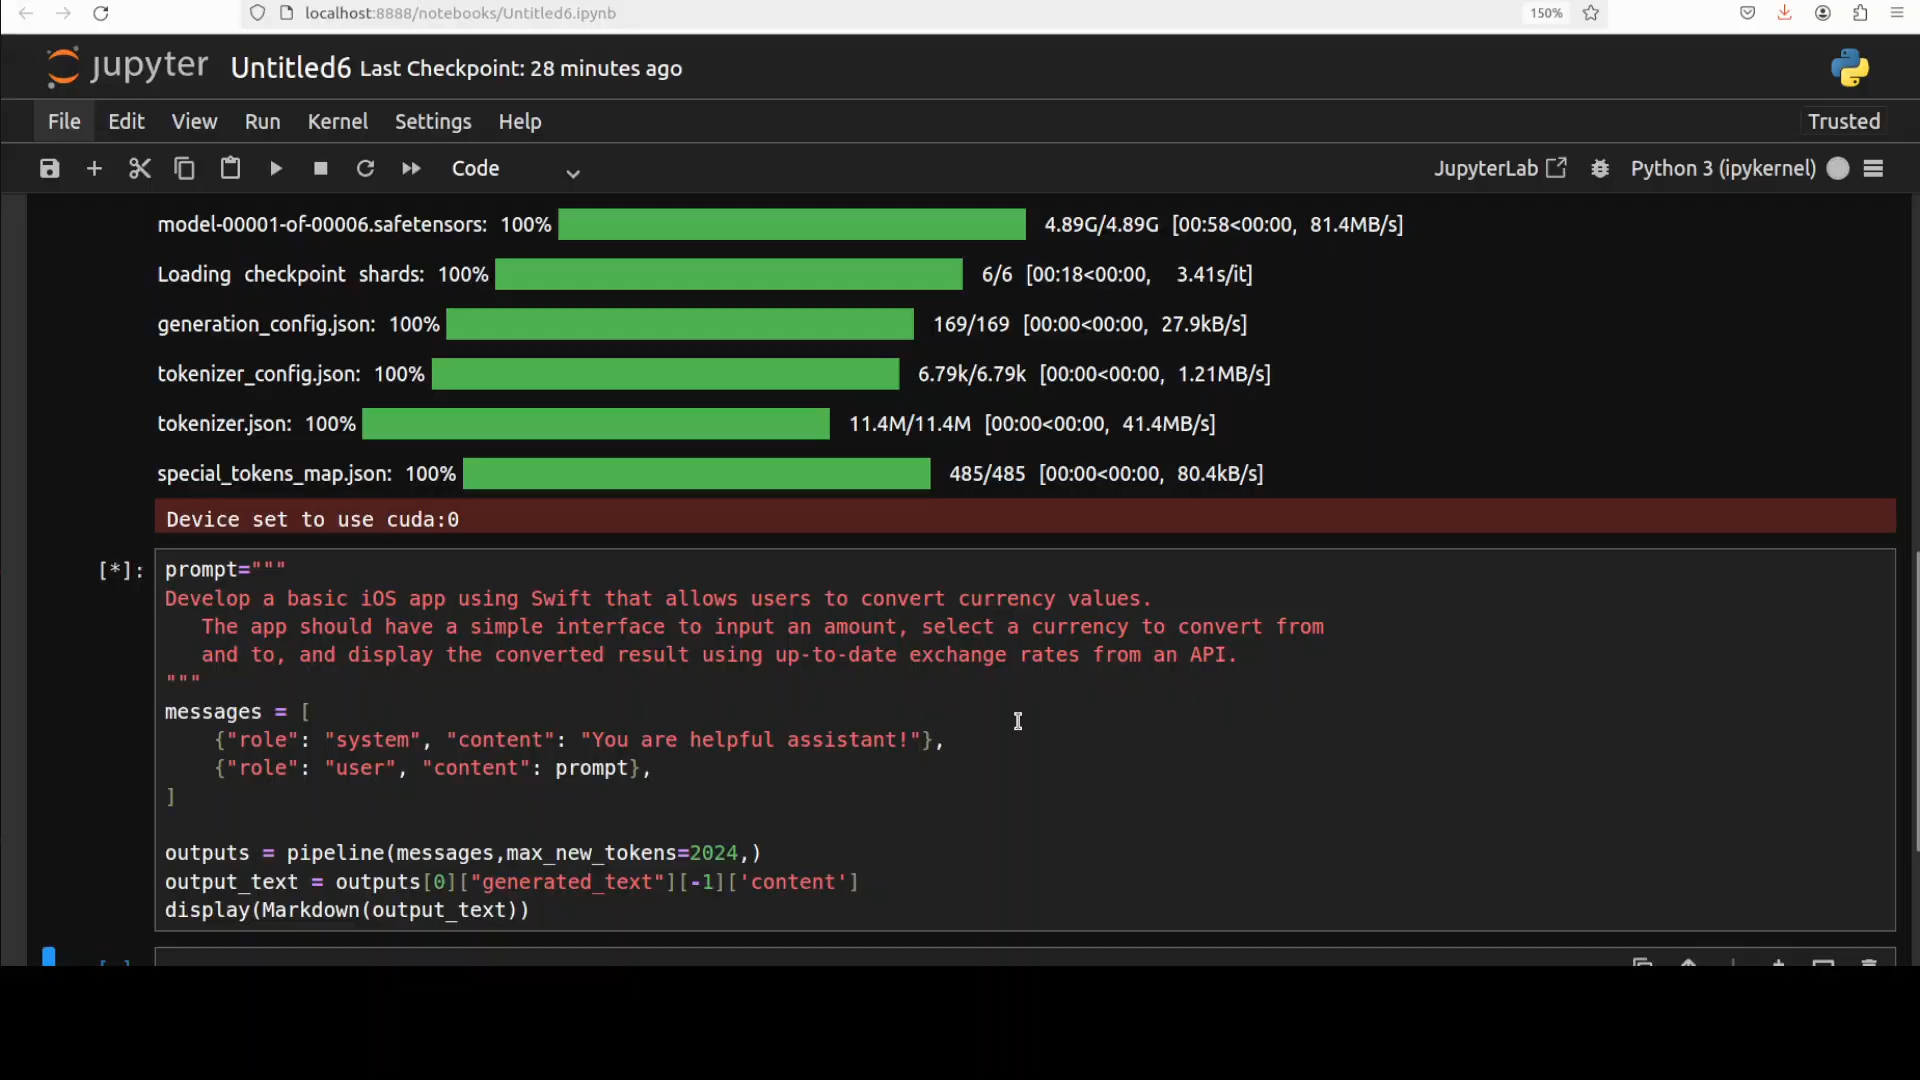 localhost:8888/notebooks/Untitled6.ipynb 150%
jupyter Untitled6 Last Checkpoint: 28 minutes ago
File Edit View Run Kernel Settings Help Trusted
Code JupyterLab Python 3 (ipykernel)
model-00001-of-00006.safetensors: 100% 4.89G/4.89G [00:58<00:00, 81.4MB/s]
Loading checkpoint shards: 100% 6/6 [00:18<00:00, 3.41s/it]
generation_config.json: 100% 169/169 [00:00<00:00, 27.9kB/s]
tokenizer_config.json: 100% 6.79k/6.79k [00:00<00:00, 1.21MB/s]
tokenizer.json: 100% 11.4M/11.4M [00:00<00:00, 41.4MB/s]
special_tokens_map.json: 100% 485/485 [00:00<00:00, 80.4kB/s]
Device set to use cuda:0
[*]: prompt="""
Develop a basic iOS app using Swift that allows users to convert currency values.
The app should have a simple interface to input an amount, select a currency to convert from
and to, and display the converted result using up-to-date exchange rates from an API.
"""
messages = [
{"role": "system", "content": "You are helpful assistant!"},
{"role": "user", "content": prompt},
]
outputs = pipeline(messages,max_new_tokens=2024,)
output_text = outputs[0]["generated_text"][-1]['content']
display(Markdown(output_text))